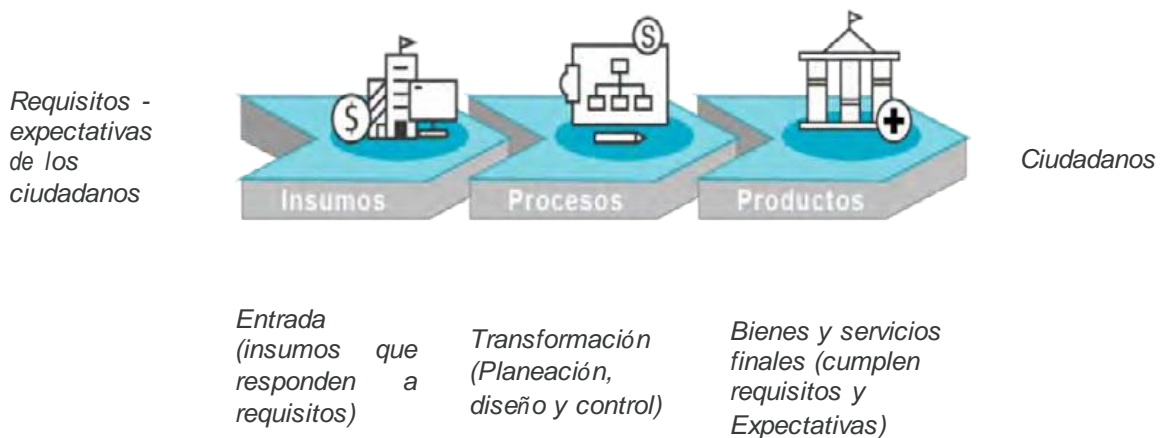 Requisitos -
expectativas
de los
ciudadanos
$
S
Insumos
Procesos
Productos
Ciudadanos
Entrada
(insumos que
responden a
requisitos)
Transformación
(Planeación,
diseño y control)
Bienes y servicios
finales (cumplen
requisitos y
Expectativas)